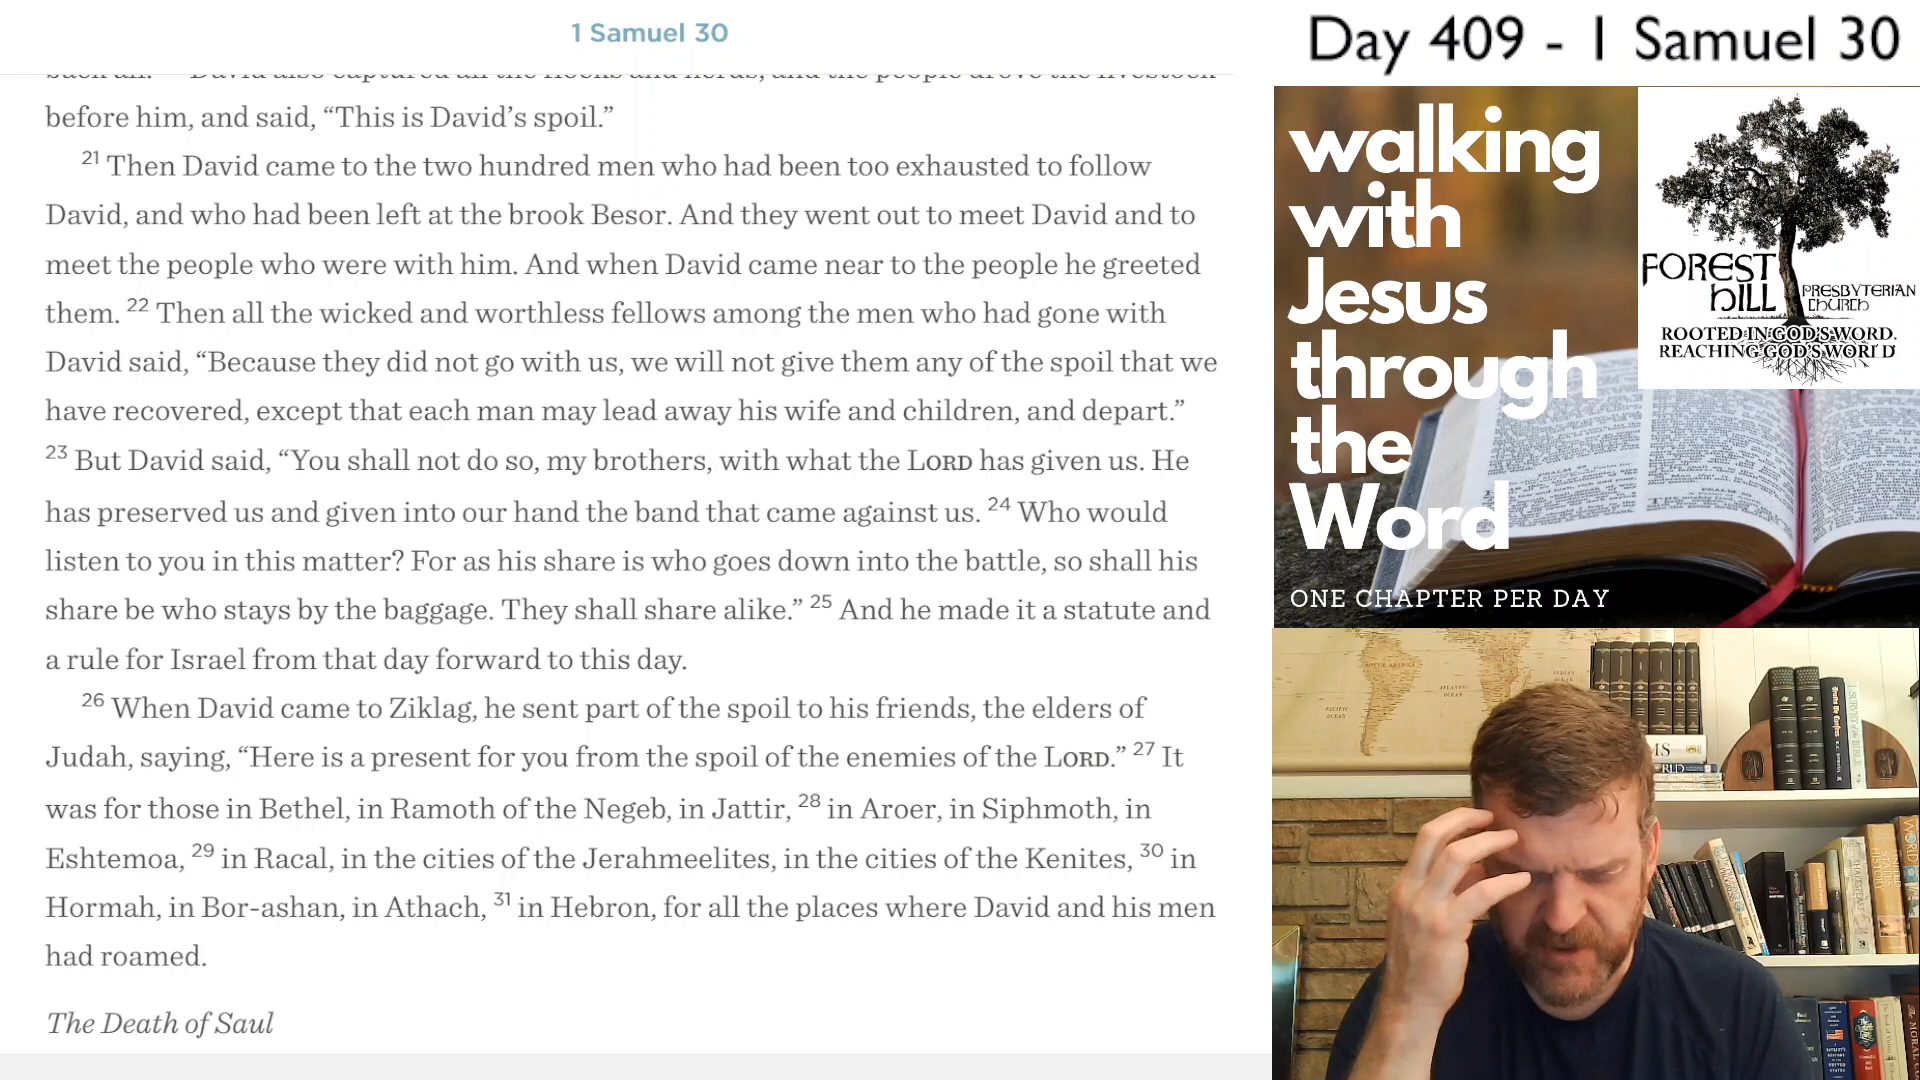 1 Samuel 30
before him, and said, “This is David’s spoil.”
21 Then David came to the two hundred men who had been too exhausted to follow
David, and who had been left at the brook Besor. And they went out to meet David and to
meet the people who were with him. And when David came near to the people he greeted
them. 22 Then all the wicked and worthless fellows among the men who had gone with
David said, “Because they did not go with us, we will not give them any of the spoil that we
have recovered, except that each man may lead away his wife and children, and depart.”
23 But David said, “You shall not do so, my brothers, with what the LORD has given us. He
has preserved us and given into our hand the band that came against us. 24 Who would
listen to you in this matter? For as his share is who goes down into the battle, so shall his
share be who stays by the baggage. They shall share alike.” 25 And he made it a statute and
a rule for Israel from that day forward to this day.
26 When David came to Ziklag, he sent part of the spoil to his friends, the elders of
Judah, saying, “Here is a present for you from the spoil of the enemies of the LORD.” 27 It
was for those in Bethel, in Ramoth of the Negeb, in Jattir, 28 in Aroer, in Siphmoth, in
Eshtemoa, 29 in Racal, in the cities of the Jerahmeelites, in the cities of the Kenites, 30 in
Hormah, in Bor-ashan, in Athach, 31 in Hebron, for all the places where David and his men
had roamed.
The Death of Saul
Day 409 - 1 Samuel 30
walking
with
Jesus
through
the
Word
ONE CHAPTER PER DAY
FOREST
HILL
PRESBYTERIAN
CHURCH
ROOTED IN GOD'S WORD.
REACHING GOD'S WORLD
SOUTH AMERICA
ATLANTIC
OCEAN
PACIFIC
OCEAN
INDIAN